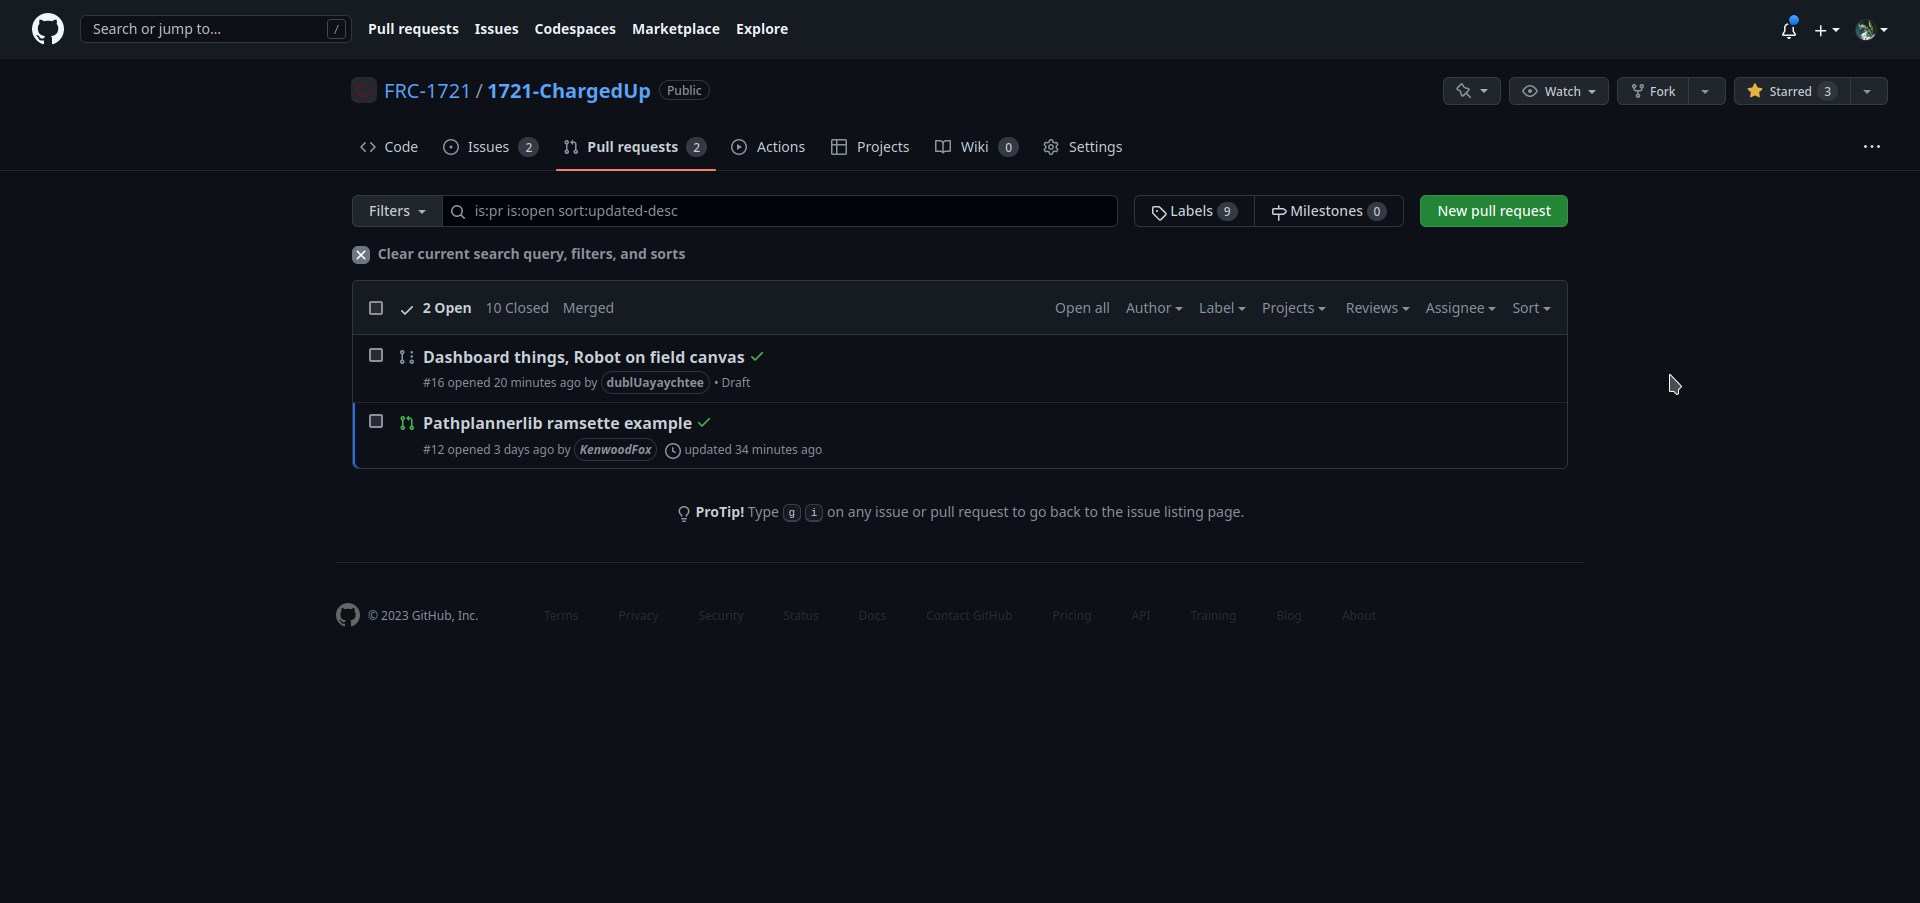 Search or jump to... /
Pull requests Issues Codespaces Marketplace Explore
FRC-1721 / 1721-ChargedUp Public
Watch Fork Starred 3
Code Issues 2 Pull requests 2 Actions Projects Wiki 0 Settings
Filters is:pr is:open sort:updated-desc Labels 9 Milestones 0 New pull request
Clear current search query, filters, and sorts
2 Open 10 Closed Merged Open all Author Label Projects Reviews Assignee Sort
Dashboard things, Robot on field canvas
#16 opened 20 minutes ago by dublUayaychtee • Draft
Pathplannerlib ramsette example
#12 opened 3 days ago by KenwoodFox updated 34 minutes ago
ProTip! Type g i on any issue or pull request to go back to the issue listing page.
© 2023 GitHub, Inc. Terms Privacy Security Status Docs Contact GitHub Pricing API Training Blog About